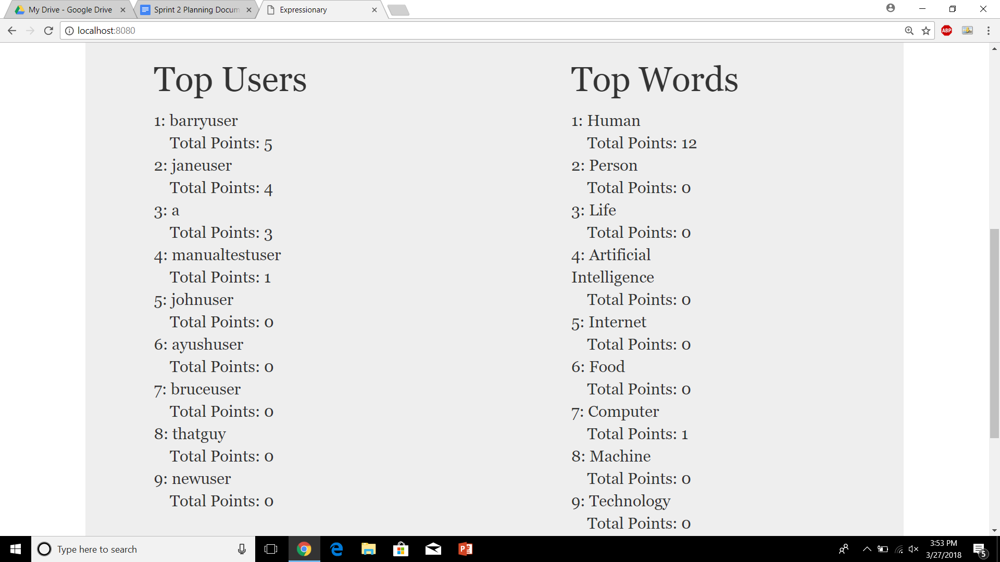 My Drive - Google Drive
Sprint 2 Planning Docum
Expressionary
localhost:8080
ABP
Top Users
1: barryuser
Total Points: 5
2: janeuser
Total Points: 4
3: a
Total Points: 3
4: manualtestuser
Total Points: 1
5: johnuser
Total Points: 0
6: ayushuser
Total Points: 0
7: bruceuser
Total Points: 0
8: thatguy
Total Points: 0
9: newuser
Total Points: 0
Top Words
1: Human
Total Points: 12
2: Person
Total Points: 0
3: Life
Total Points: 0
4: Artificial
Intelligence
Total Points: 0
5: Internet
Total Points: 0
6: Food
Total Points: 0
7: Computer
Total Points: 1
8: Machine
Total Points: 0
9: Technology
Total Points: 0
Type here to search
3:53 PM
3/27/2018
5